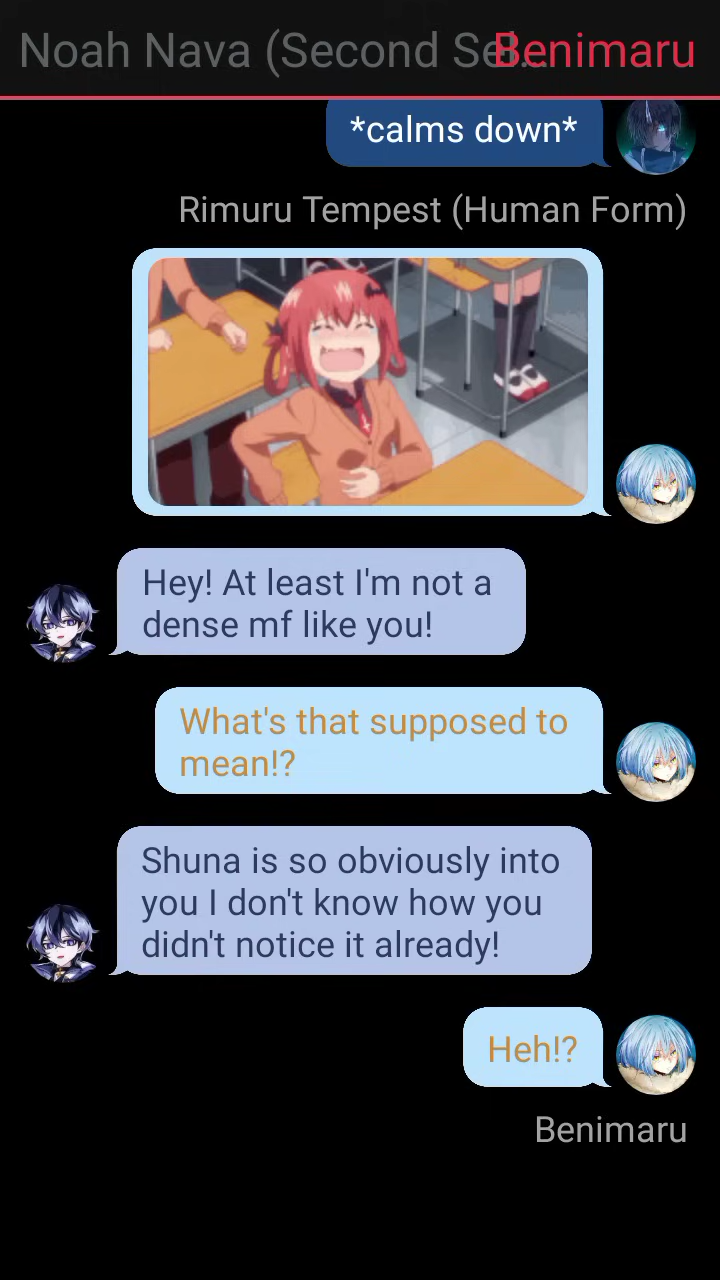 Noah Nava (Second Se
Benimaru
*calms down*
Rimuru Tempest (Human Form)
Hey! At least I'm not a
dense mf like you!
What's that supposed to
mean!?
Shuna is so obviously into
you I don't know how you
didn't notice it already!
Heh!?
Benimaru